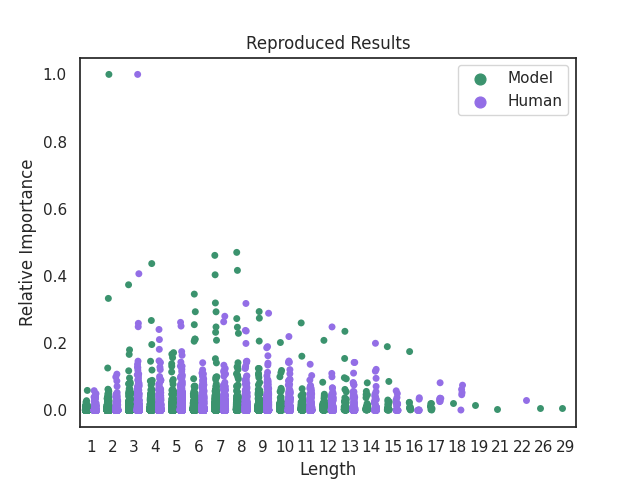 Reproduced Results
1.0
0.8
0.6
0.4
0.2
0.0
Relative Importance
Model
Human
1 2 3 4 5 6 7 8 9 10 11 12 13 14 15 16 17 18 19 21 22 26 29
Length